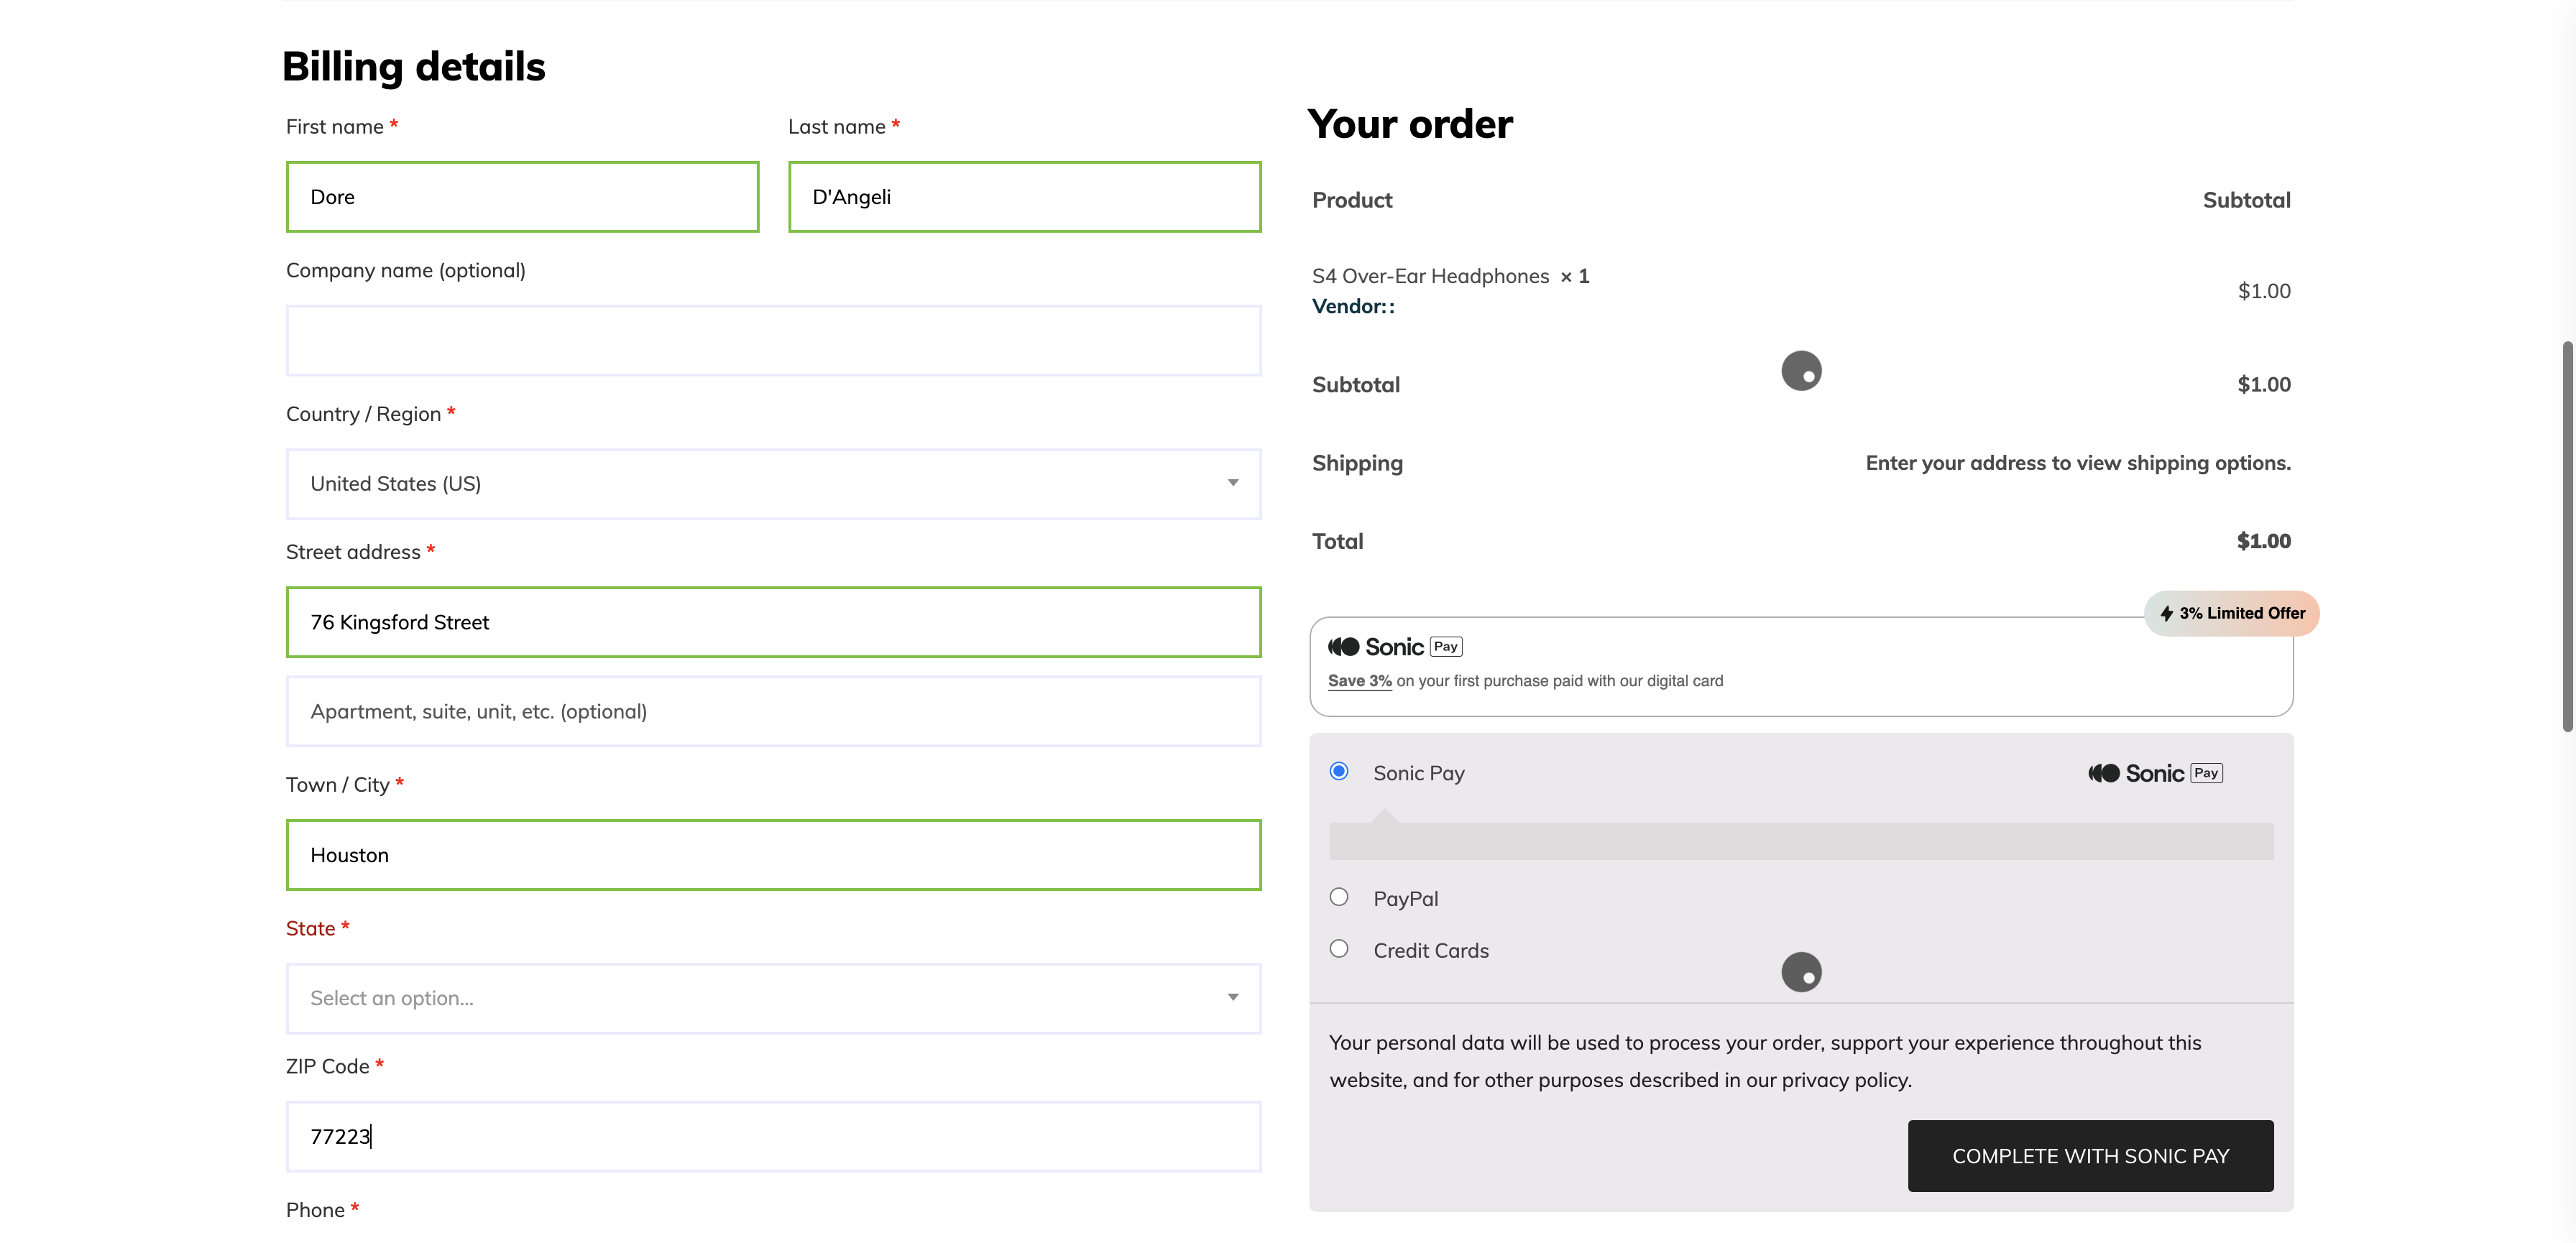 Billing details
First name *
Last name *
Dore
D'Angeli
Company name (optional)
Country / Region *
United States (US)
Street address *
76 Kingsford Street
Apartment, suite, unit, etc. (optional)
Town / City *
Houston
State *
Select an option...
ZIP Code *
77223
Phone *
Your order
Product Subtotal
S4 Over-Ear Headphones × 1
Vendor::
$1.00
Subtotal $1.00
Shipping Enter your address to view shipping options.
Total $1.00
3% Limited Offer
Sonic Pay
Save 3% on your first purchase paid with our digital card
Sonic Pay Sonic Pay
PayPal
Credit Cards
Your personal data will be used to process your order, support your experience throughout this
website, and for other purposes described in our privacy policy.
COMPLETE WITH SONIC PAY